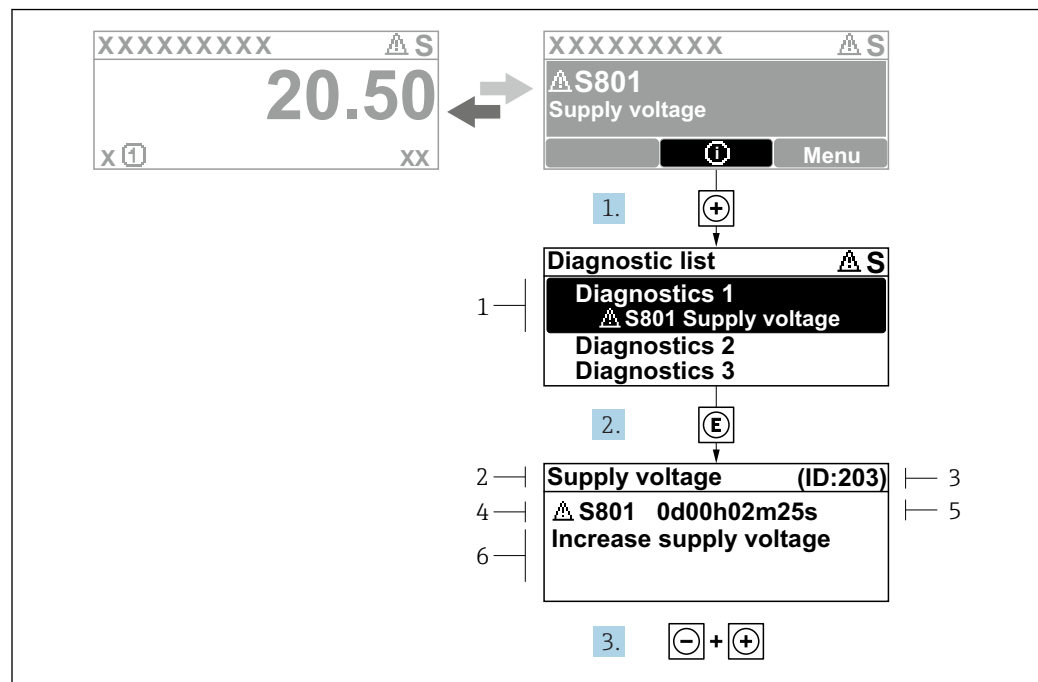 XXXXXXXXX ⚠ S
20.50
x ① xx
XXXXXXXXX ⚠ S
⚠ S801
Supply voltage
ⓘ Menu
1. +
Diagnostic list ⚠ S
1
Diagnostics 1
⚠ S801 Supply voltage
Diagnostics 2
Diagnostics 3
2. E
2 Supply voltage (ID:203) 3
4 ⚠ S801 0d00h02m25s 5
6 Increase supply voltage
3. − + +